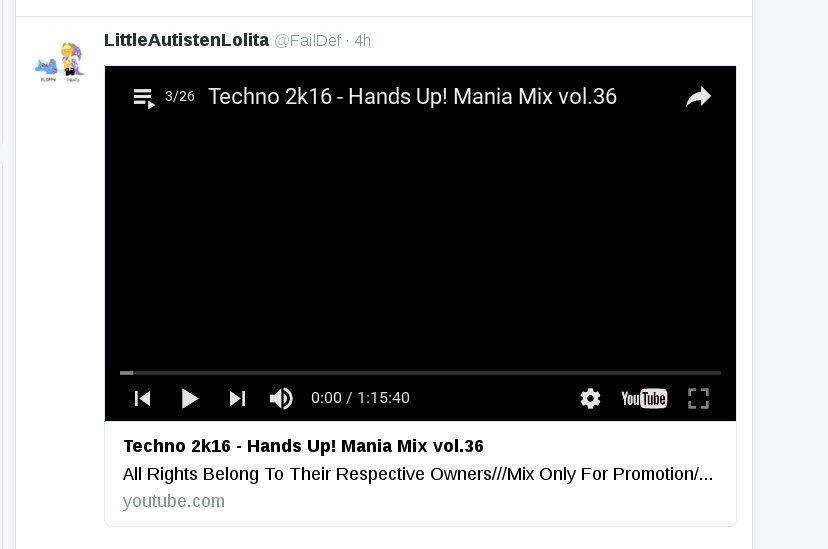 LittleAutistenLolita @FailDef · 4h
3/26 Techno 2k16 - Hands Up! Mania Mix vol.36
0:00 / 1:15:40 YouTube
Techno 2k16 - Hands Up! Mania Mix vol.36
All Rights Belong To Their Respective Owners///Mix Only For Promotion/...
youtube.com